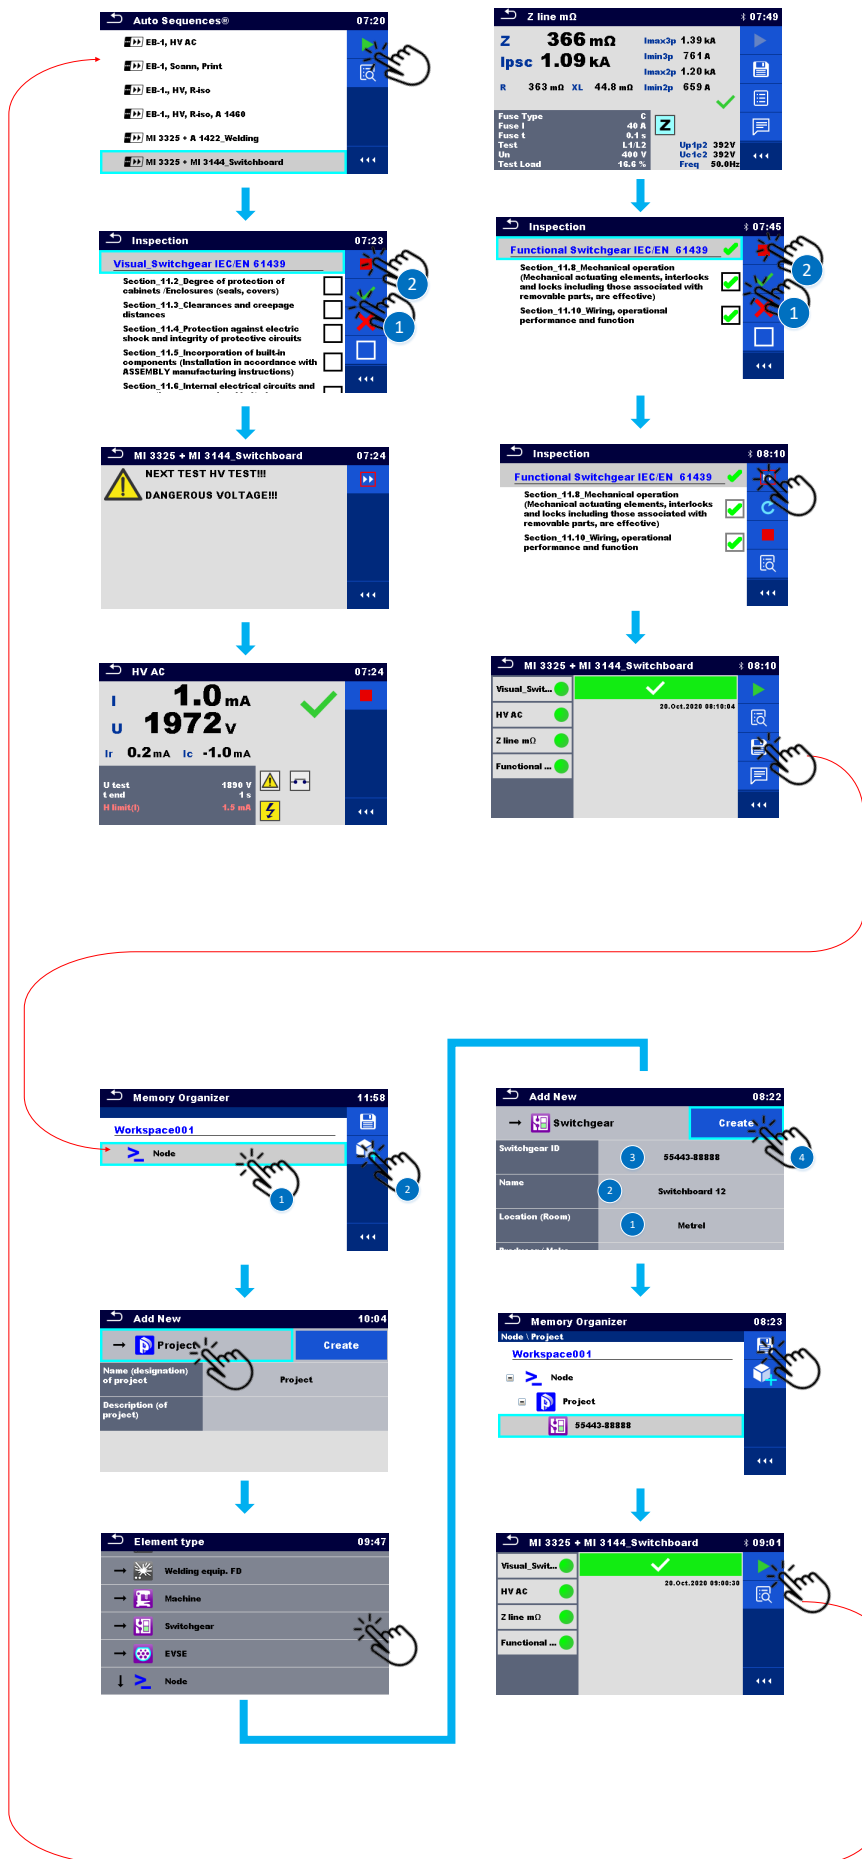 Auto Sequences® 07:20
EB-1, HV AC
EB-1, Scann, Print
EB-1., HV, R-iso
EB-1., HV, R-iso, A 1460
MI 3325 + A 1422_Welding
MI 3325 + MI 3144_Switchboard
Inspection 07:23
Visual_Switchgear IEC/EN 61439
Section_11.2_Degree of protection of
cabinets /Enclosures (seals, covers)
Section_11.3_Clearances and creepage
distances
Section_11.4_Protection against electric
shock and integrity of protective circuits
Section_11.5_Incorporation of built-in
components (Installation in accordance with
ASSEMBLY manufacturing instructions)
Section_11.6_Internal electrical circuits and
2
1
MI 3325 + MI 3144_Switchboard 07:24
NEXT TEST HV TEST!!!
DANGEROUS VOLTAGE!!!
HV AC 07:24
I 1.0 mA
U 1972 V
Ir 0.2 mA Ic -1.0 mA
U test 1890 V
t end 1 s
H limit(I) 1.5 mA
Z line mΩ 07:49
Z 366 mΩ Imax3p 1.39 kA
Ipsc 1.09 kA Imin3p 761 A
Imax2p 1.20 kA
R 363 mΩ XL 44.8 mΩ Imin2p 659 A
Fuse Type C
Fuse I 40 A
Fuse t 0.1 s
Test L1/L2
Un 400 V
Test Load 16.6 %
Z
Up1p2 392V
Uc1c2 392V
Freq 50.0Hz
Inspection 07:45
Functional Switchgear IEC/EN 61439
Section_11.8_Mechanical operation
(Mechanical actuating elements, interlocks
and locks including those associated with
removable parts, are effective)
Section_11.10_Wiring, operational
performance and function
2
1
Inspection 08:10
Functional Switchgear IEC/EN 61439
Section_11.8_Mechanical operation
(Mechanical actuating elements, interlocks
and locks including those associated with
removable parts, are effective)
Section_11.10_Wiring, operational
performance and function
MI 3325 + MI 3144_Switchboard 08:10
Visual_Swit...
20.Oct.2020 08:10:04
HV AC
Z line mΩ
Functional ...
Memory Organizer 11:58
Workspace001
Node
1
2
Add New 10:04
Project Create
Name (designation)
of project Project
Description (of
project)
Element type 09:47
Welding equip. FD
Machine
Switchgear
EVSE
Node
Add New 08:22
Switchgear Create
4
Switchgear ID 3 55443-88888
Name 2 Switchboard 12
Location (Room) 1 Metrel
Memory Organizer 08:23
Node \ Project
Workspace001
Node
Project
55443-88888
MI 3325 + MI 3144_Switchboard 09:01
Visual_Swit...
20.Oct.2020 09:00:30
HV AC
Z line mΩ
Functional ...